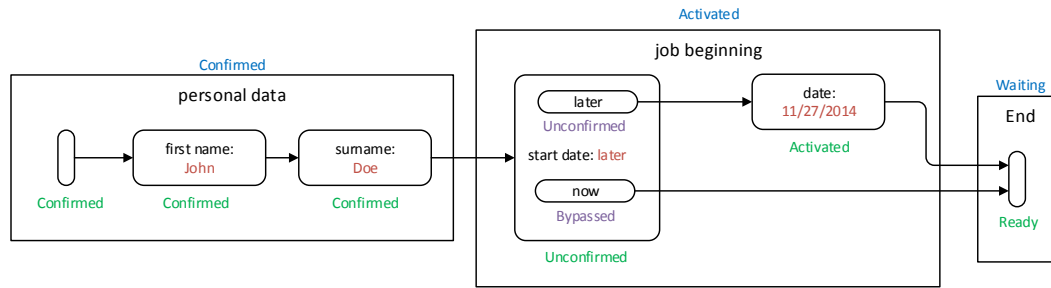 Confirmed
personal data
Confirmed
first name:
John
Confirmed
surname:
Doe
Confirmed
Activated
job beginning
later
Unconfirmed
start date: later
now
Bypassed
Unconfirmed
date:
11/27/2014
Activated
Waiting
End
Ready